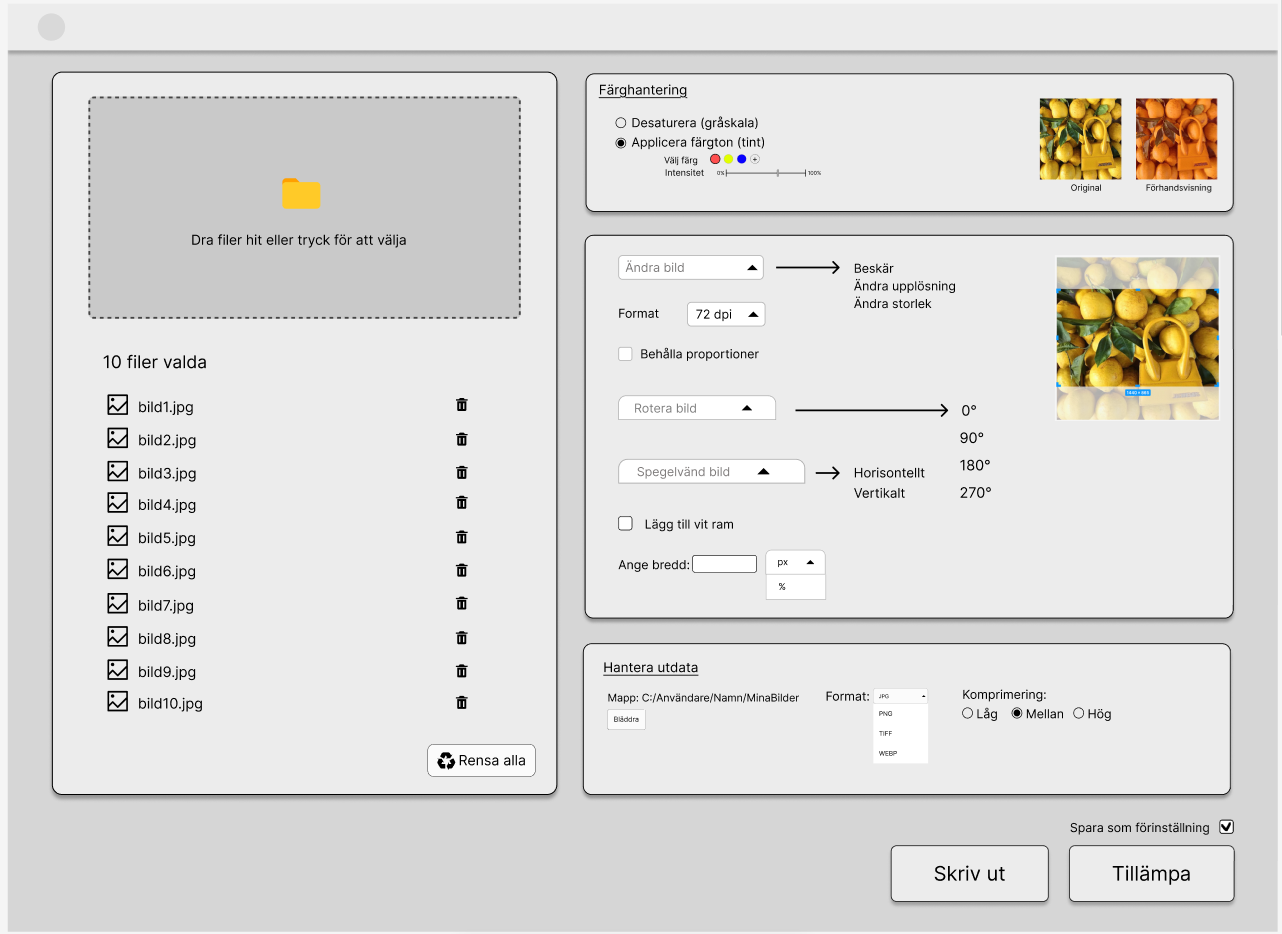 Dra filer hit eller tryck för att välja
10 filer valda
bild1.jpg
bild2.jpg
bild3.jpg
bild4.jpg
bild5.jpg
bild6.jpg
bild7.jpg
bild8.jpg
bild9.jpg
bild10.jpg
Rensa alla
Färghantering
Desaturera (gråskala)
Applicera färgton (tint)
Välj färg
Intensitet 0% 100%
Original
Förhandsvisning
Ändra bild
Beskär
Ändra upplösning
Ändra storlek
Format 72 dpi
Behålla proportioner
Rotera bild
0°
90°
180°
270°
Spegelvänd bild
Horisontellt
Vertikalt
Lägg till vit ram
Ange bredd:
px
%
Hantera utdata
Mapp: C:/Användare/Namn/MinaBilder
Bläddra
Format: JPG
PNG
TIFF
WEBP
Komprimering:
Låg Mellan Hög
Spara som förinställning
Skriv ut
Tillämpa